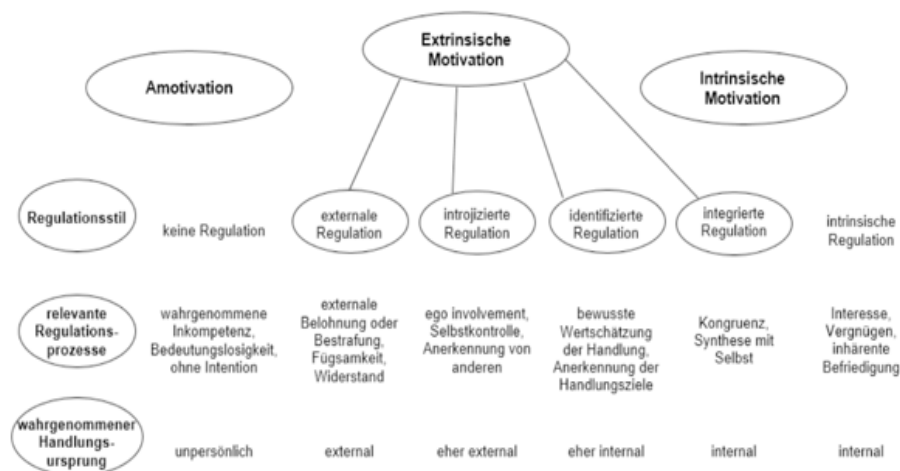 Extrinsische
Motivation
Amotivation
Intrinsische
Motivation
Regulationsstil
keine Regulation
externale
Regulation
introjizierte
Regulation
identifizierte
Regulation
integrierte
Regulation
intrinsische
Regulation
relevante
Regulations-
prozesse
wahrgenommene
Inkompetenz,
Bedeutungslosigkeit,
ohne Intention
externale
Belohnung oder
Bestrafung,
Fügsamkeit,
Widerstand
ego involvement,
Selbstkontrolle,
Anerkennung von
anderen
bewusste
Wertschätzung
der Handlung,
Anerkennung der
Handlungsziele
Kongruenz,
Synthese mit
Selbst
Interesse,
Vergnügen,
inhärente
Befriedigung
wahrgenommener
Handlungs-
ursprung
unpersönlich
external
eher external
eher internal
internal
internal